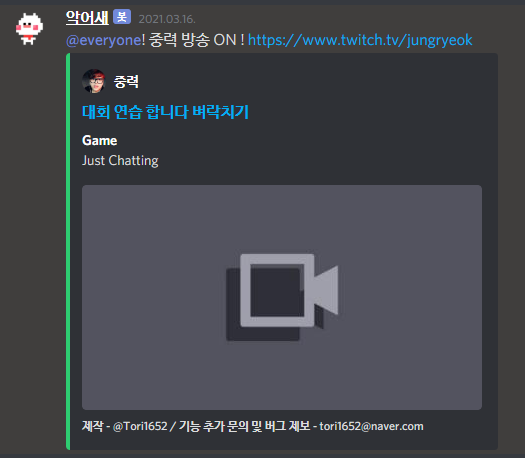 악어새 봇 2021.03.16.
@everyone! 중력 방송 ON ! https://www.twitch.tv/jungryeok
중력
대회 연습 합니다 벼락치기
Game
Just Chatting
제작 - @Tori1652 / 기능 추가 문의 및 버그 제보 - tori1652@naver.com